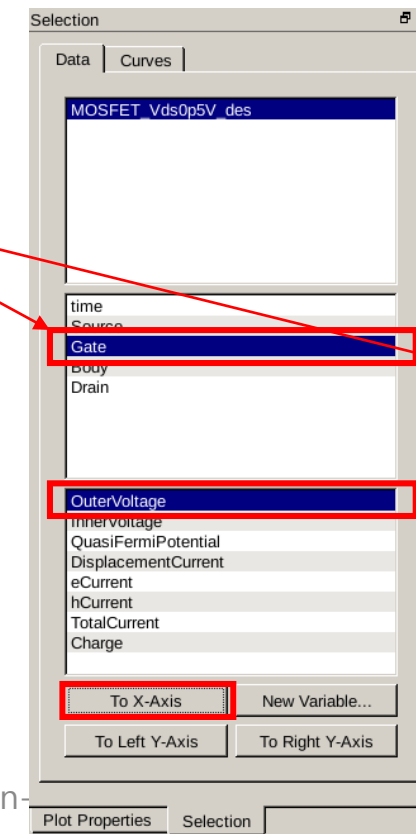 Selection
Data Curves
MOSFET_Vds0p5V_des
time
Source
Gate
Body
Drain
OuterVoltage
InnerVoltage
QuasiFermiPotential
DisplacementCurrent
eCurrent
hCurrent
TotalCurrent
Charge
To X-Axis New Variable...
To Left Y-Axis To Right Y-Axis
n-
Plot Properties Selection